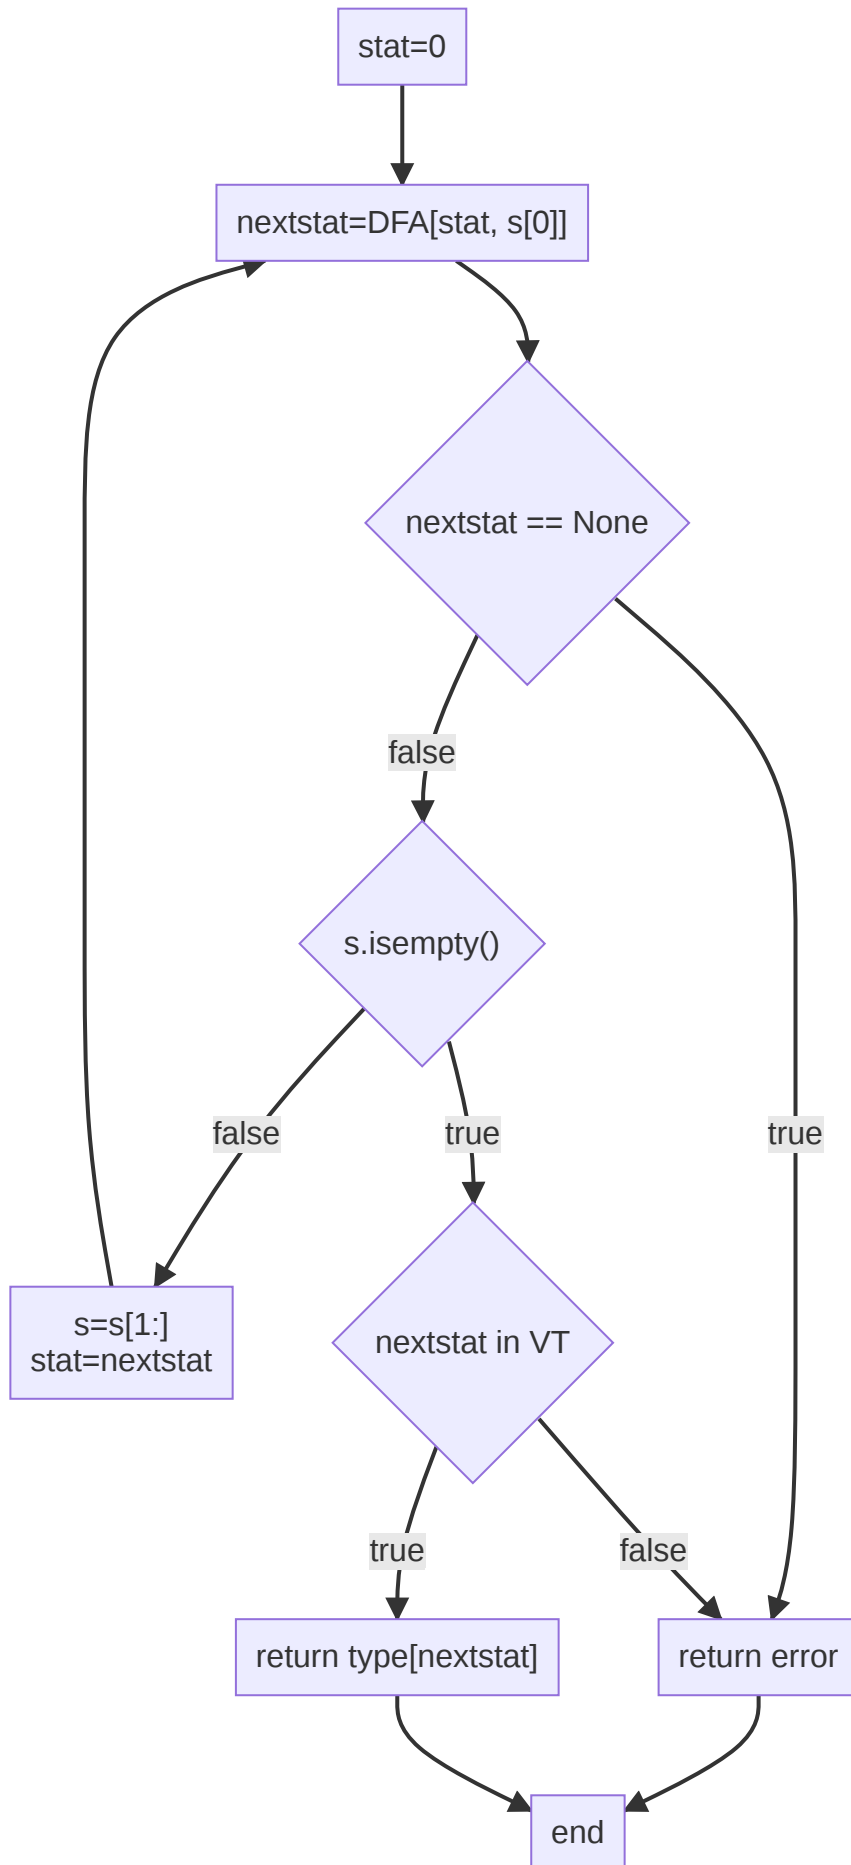 stat=0
nextstat=DFA[stat, s[0]]
nextstat == None
false
s.isempty()
false
true
true
s=s[1:]
stat=nextstat
nextstat in VT
true
false
return type[nextstat]
return error
end